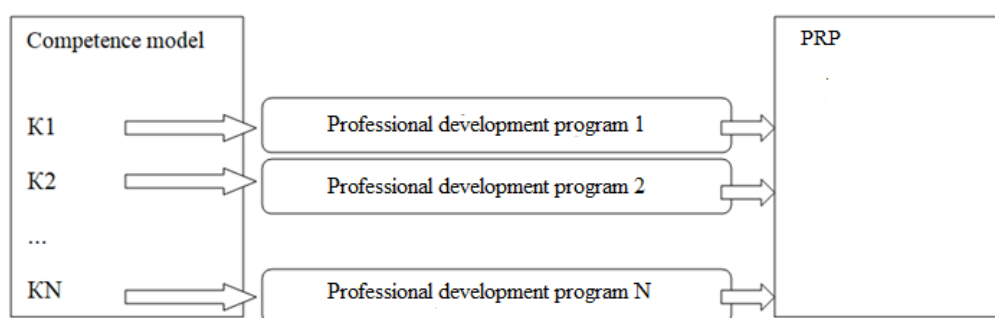 Competence model
PRP
K1
Professional development program 1
K2
Professional development program 2
...
KN
Professional development program N